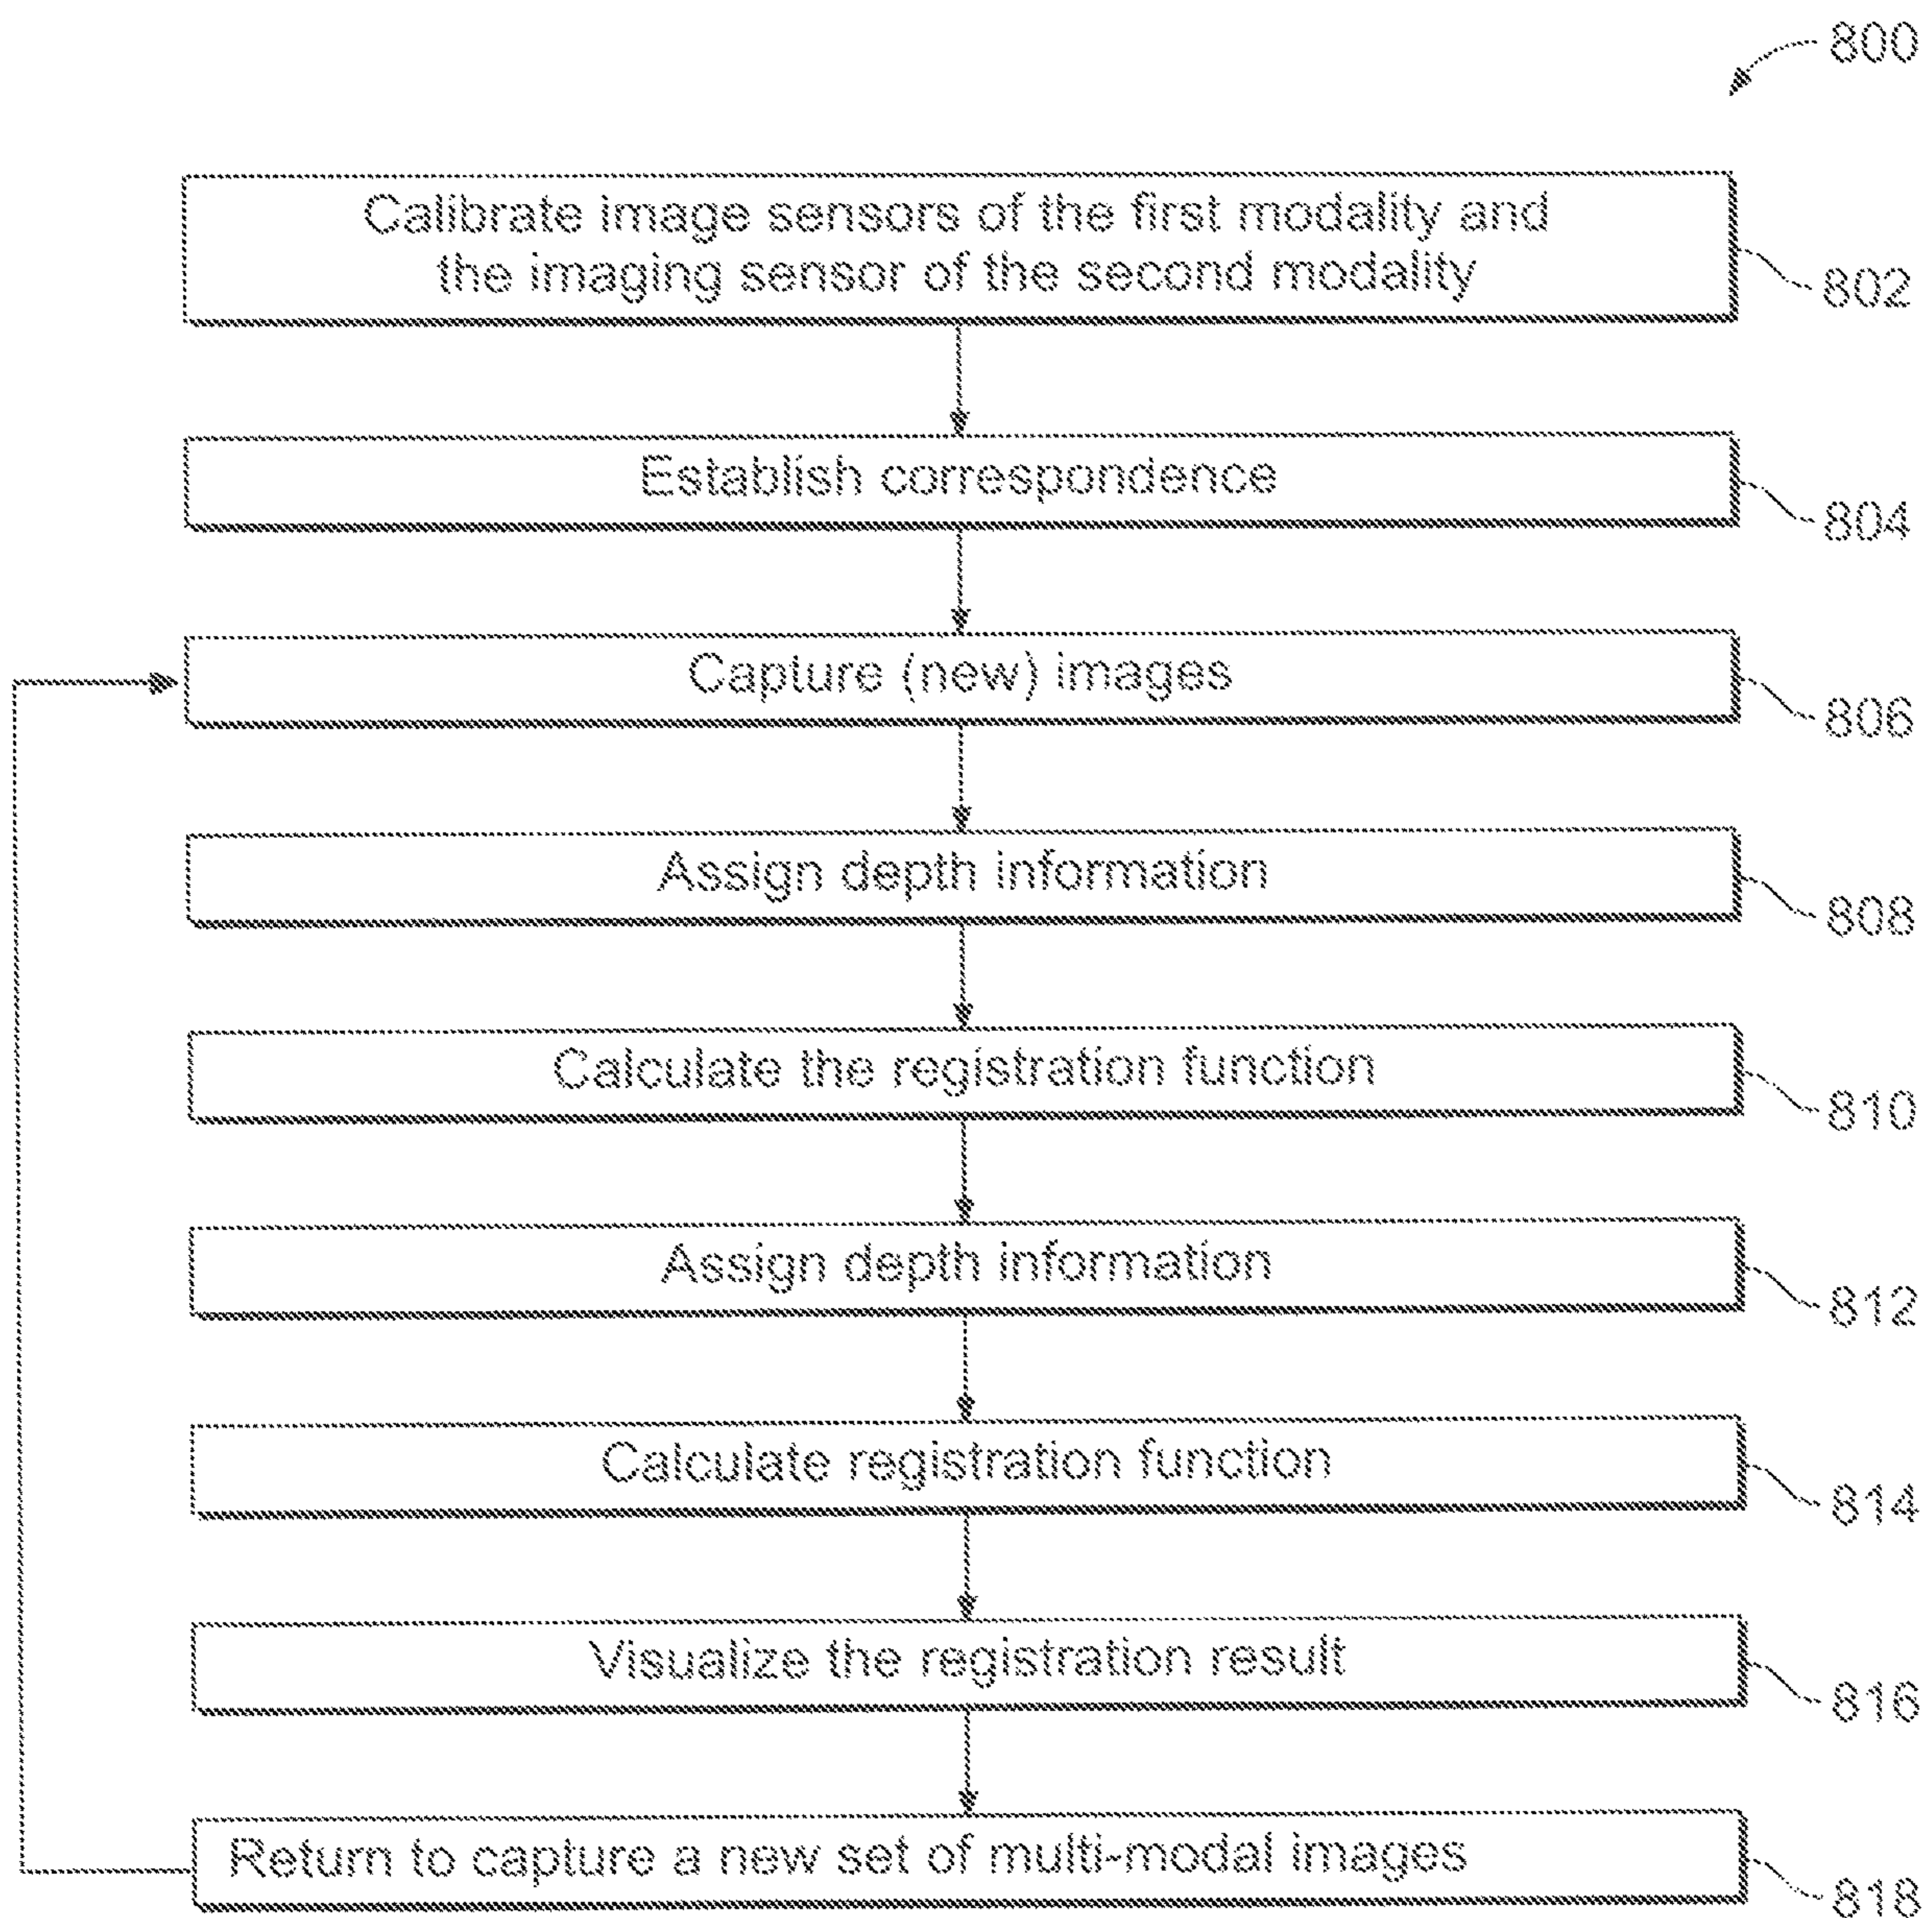 800
Calibrate image sensors of the first modality and
the imaging sensor of the second modality
802
Establish correspondence
804
Capture (new) images
806
Assign depth information
808
Calculate the registration function
810
Assign depth information
812
Calculate registration function
814
Visualize the registration result
816
Return to capture a new set of multi-modal images
818